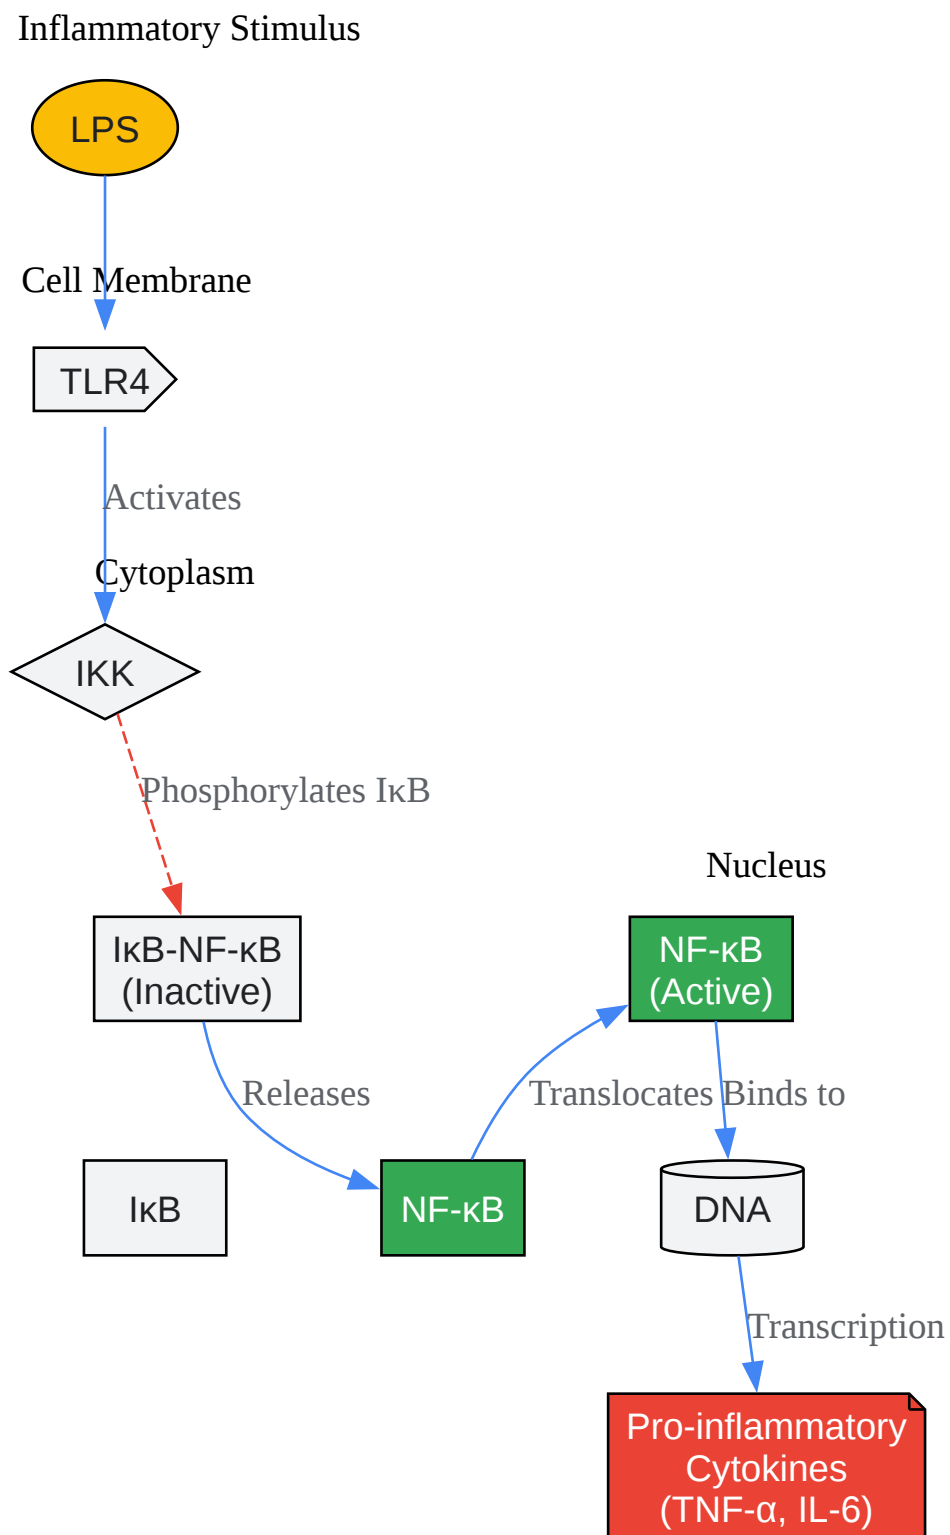 Inflammatory Stimulus
LPS
Cell Membrane
TLR4
Activates
Cytoplasm
IKK
Phosphorylates IκB
Nucleus
IκB-NF-κB
(Inactive)
NF-κB
(Active)
Releases
Translocates
Binds to
IκB
NF-κB
DNA
Transcription
Pro-inflammatory
Cytokines
(TNF-α, IL-6)